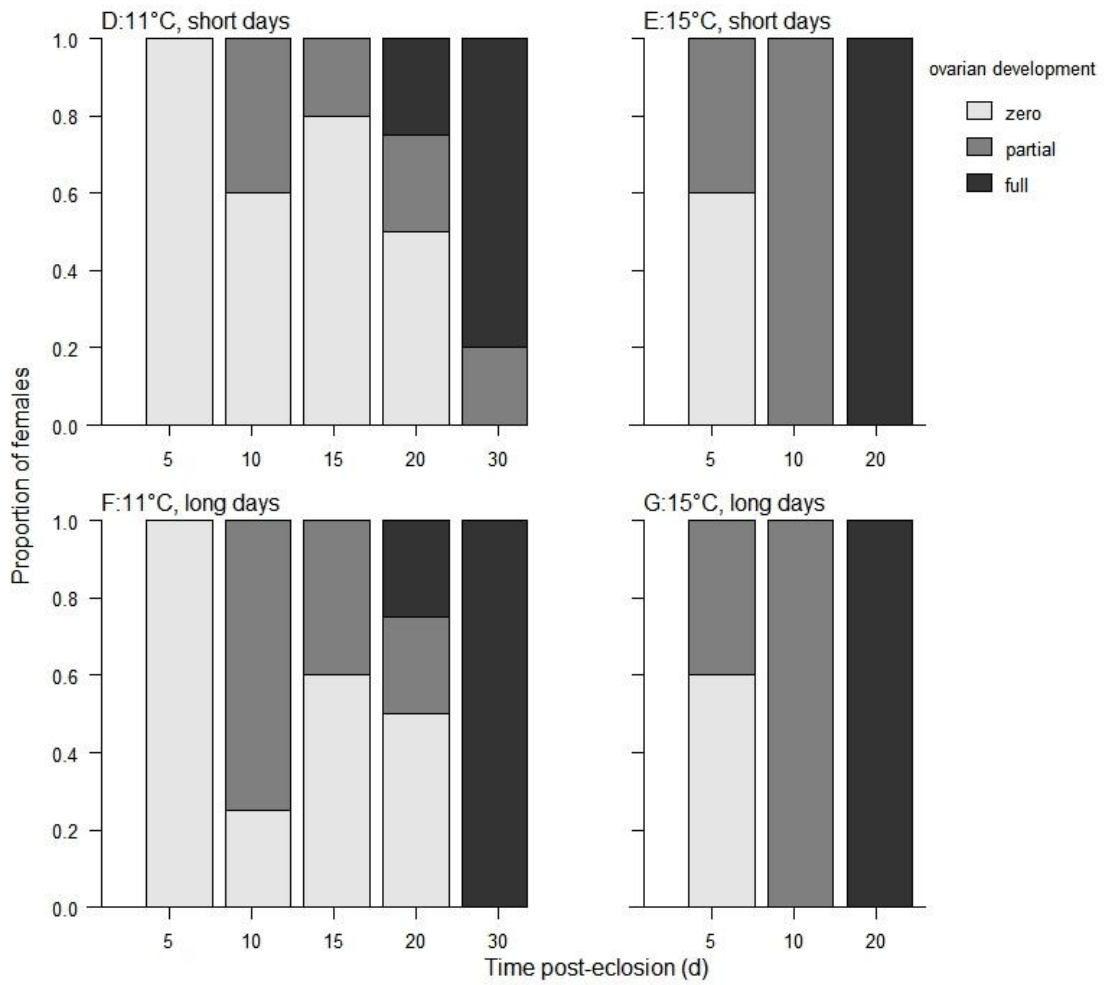 D:11°C, short days
E:15°C, short days
ovarian development
zero
partial
full
1.0
0.8
0.6
0.4
0.2
0.0
5 10 15 20 30
5 10 20
Proportion of females
F:11°C, long days
G:15°C, long days
1.0
0.8
0.6
0.4
0.2
0.0
5 10 15 20 30
5 10 20
Time post-eclosion (d)